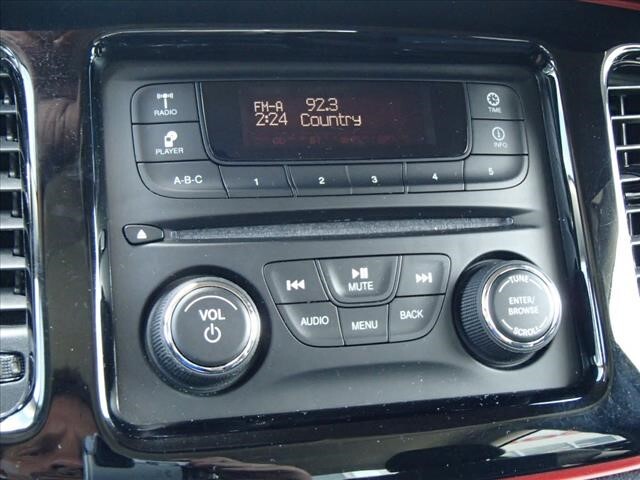 RADIO
FM-A 92.3
TIME
2:24 Country
PLAYER
INFO
A-B-C 1 2 3 4 5
MUTE
VOL
AUDIO MENU BACK
TUNE
ENTER/
BROWSE
SCROLL